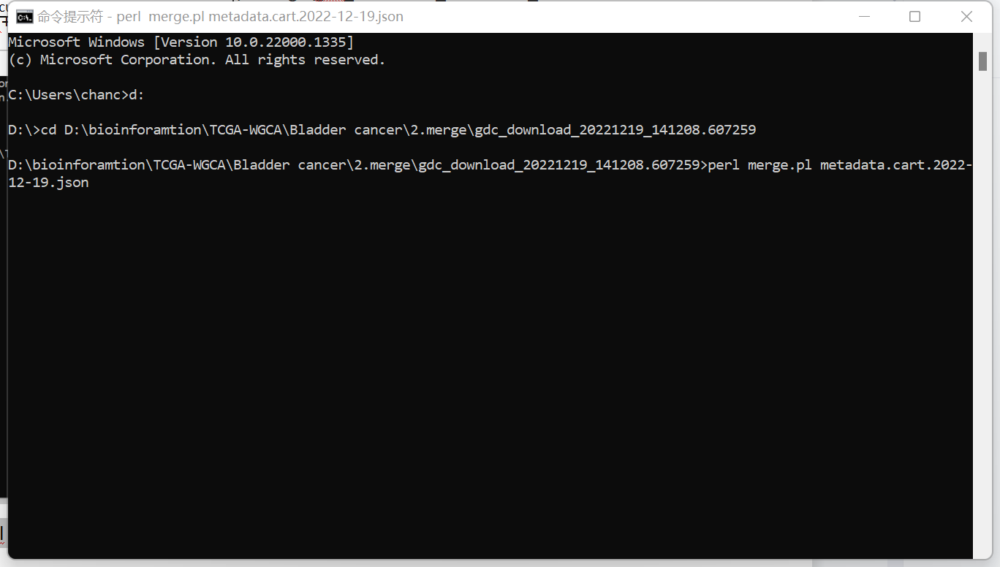 命令提示符 - perl  merge.pl metadata.cart.2022-12-19.json
Microsoft Windows [Version 10.0.22000.1335]
(c) Microsoft Corporation. All rights reserved.
C:\Users\chanc>d:
D:\>cd D:\bioinforamtion\TCGA-WGCA\Bladder cancer\2.merge\gdc_download_20221219_141208.607259
D:\bioinforamtion\TCGA-WGCA\Bladder cancer\2.merge\gdc_download_20221219_141208.607259>perl merge.pl metadata.cart.2022-
12-19.json